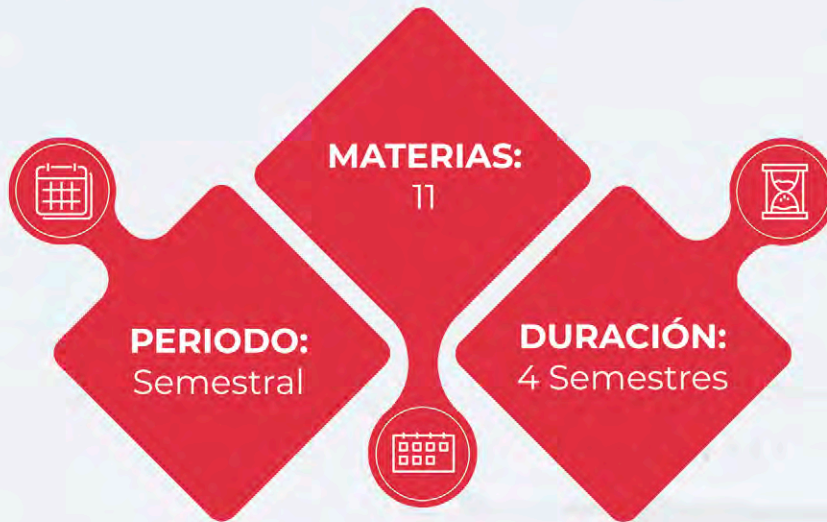 MATERIAS:
11
PERIODO:
Semestral
DURACIÓN:
4 Semestres